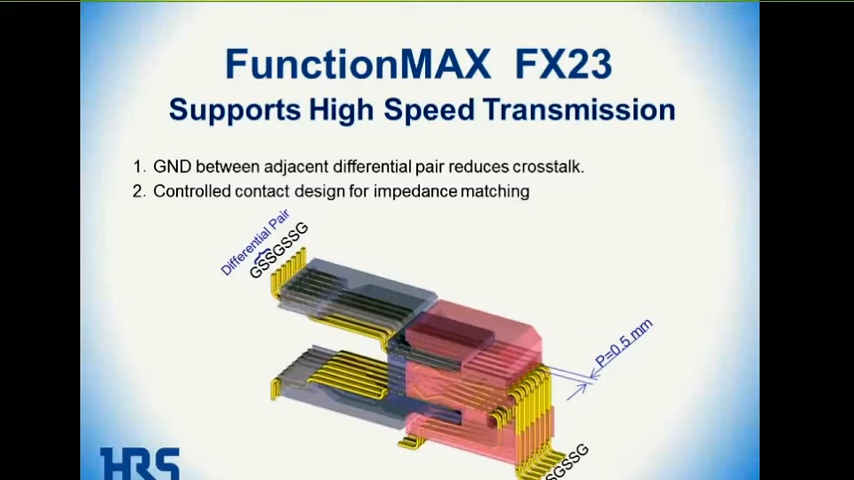 FunctionMAX FX23
Supports High Speed Transmission
1. GND between adjacent differential pair reduces crosstalk.
2. Controlled contact design for impedance matching
Differential Pair
GSSGSSG
P=0.5 mm
GSSGSSG
HRS